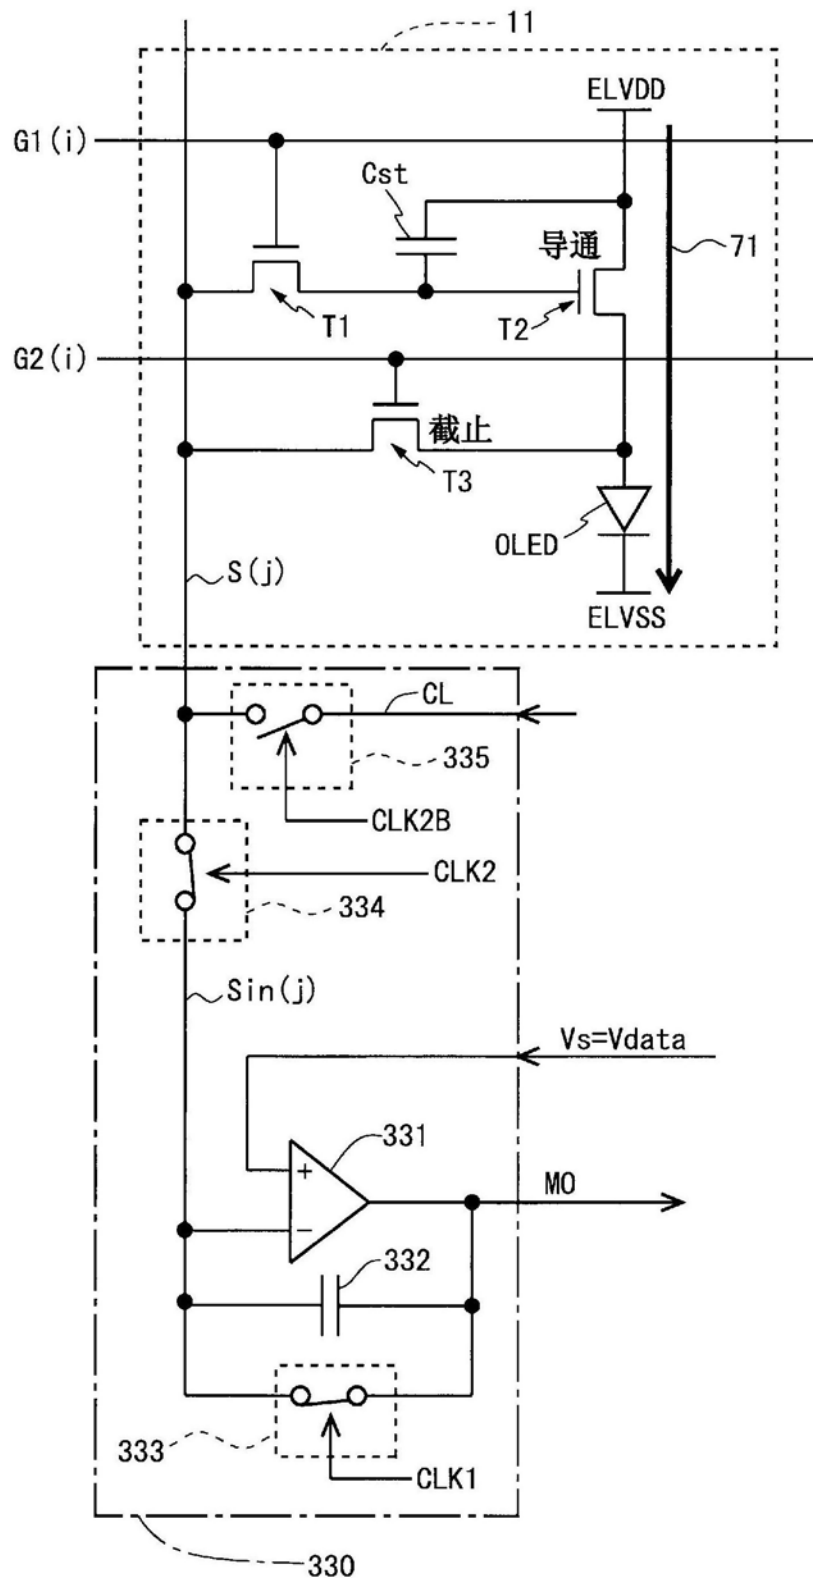 11
ELVDD
G1(i)
Cst
导通
71
T1
T2
G2(i)
截止
T3
OLED
S(j)
ELVSS
CL
335
CLK2B
CLK2
334
Sin(j)
Vs=Vdata
331
+
MO
−
332
333
CLK1
330